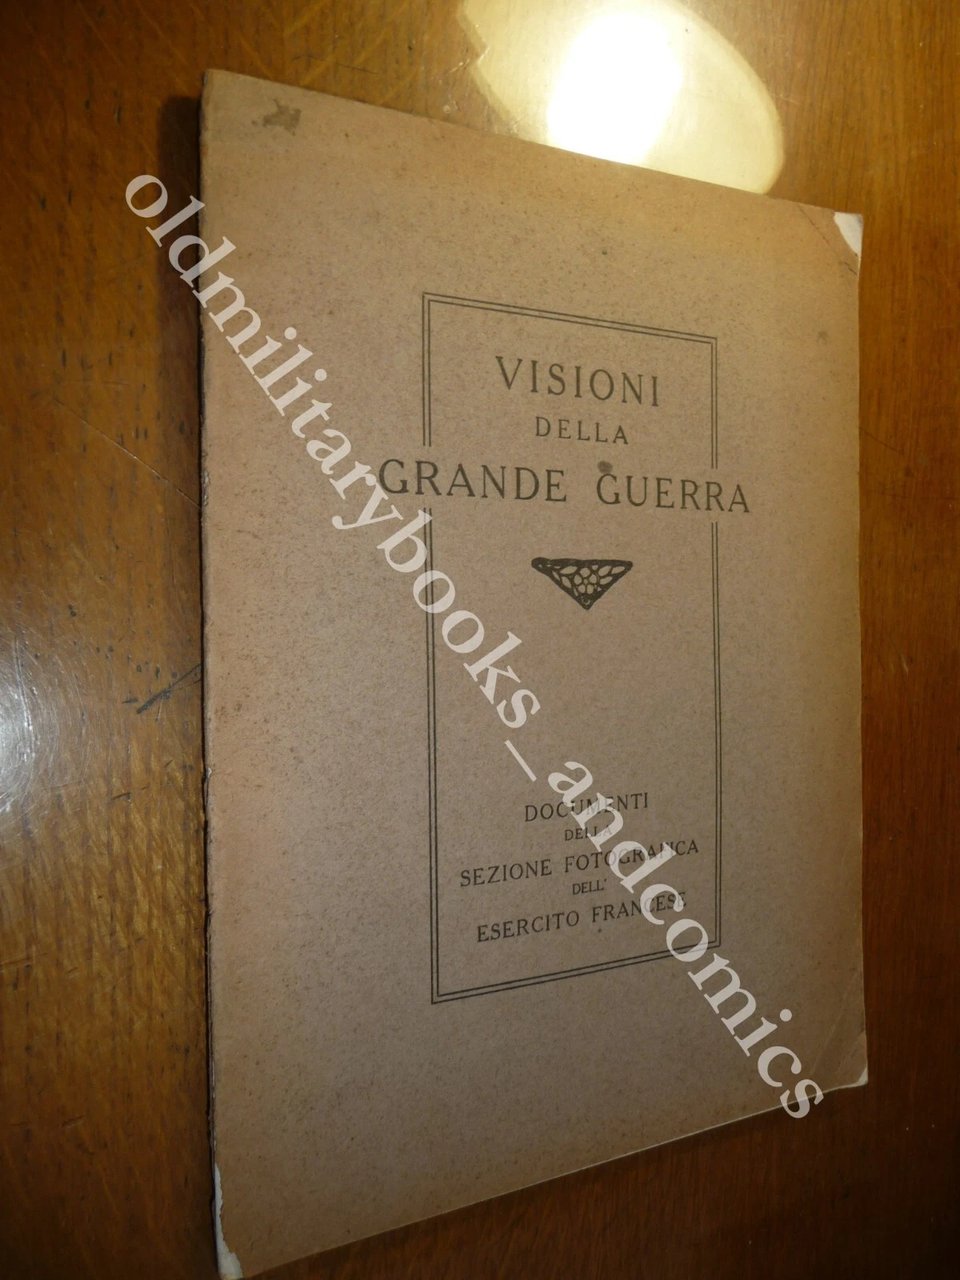 VISIONI
DELLA
GRANDE GUERRA
DOCUMENTI
DELLA
SEZIONE FOTOGRAFICA
DELL'
ESERCITO FRANCESE
oldmilitarybooks_andcomics